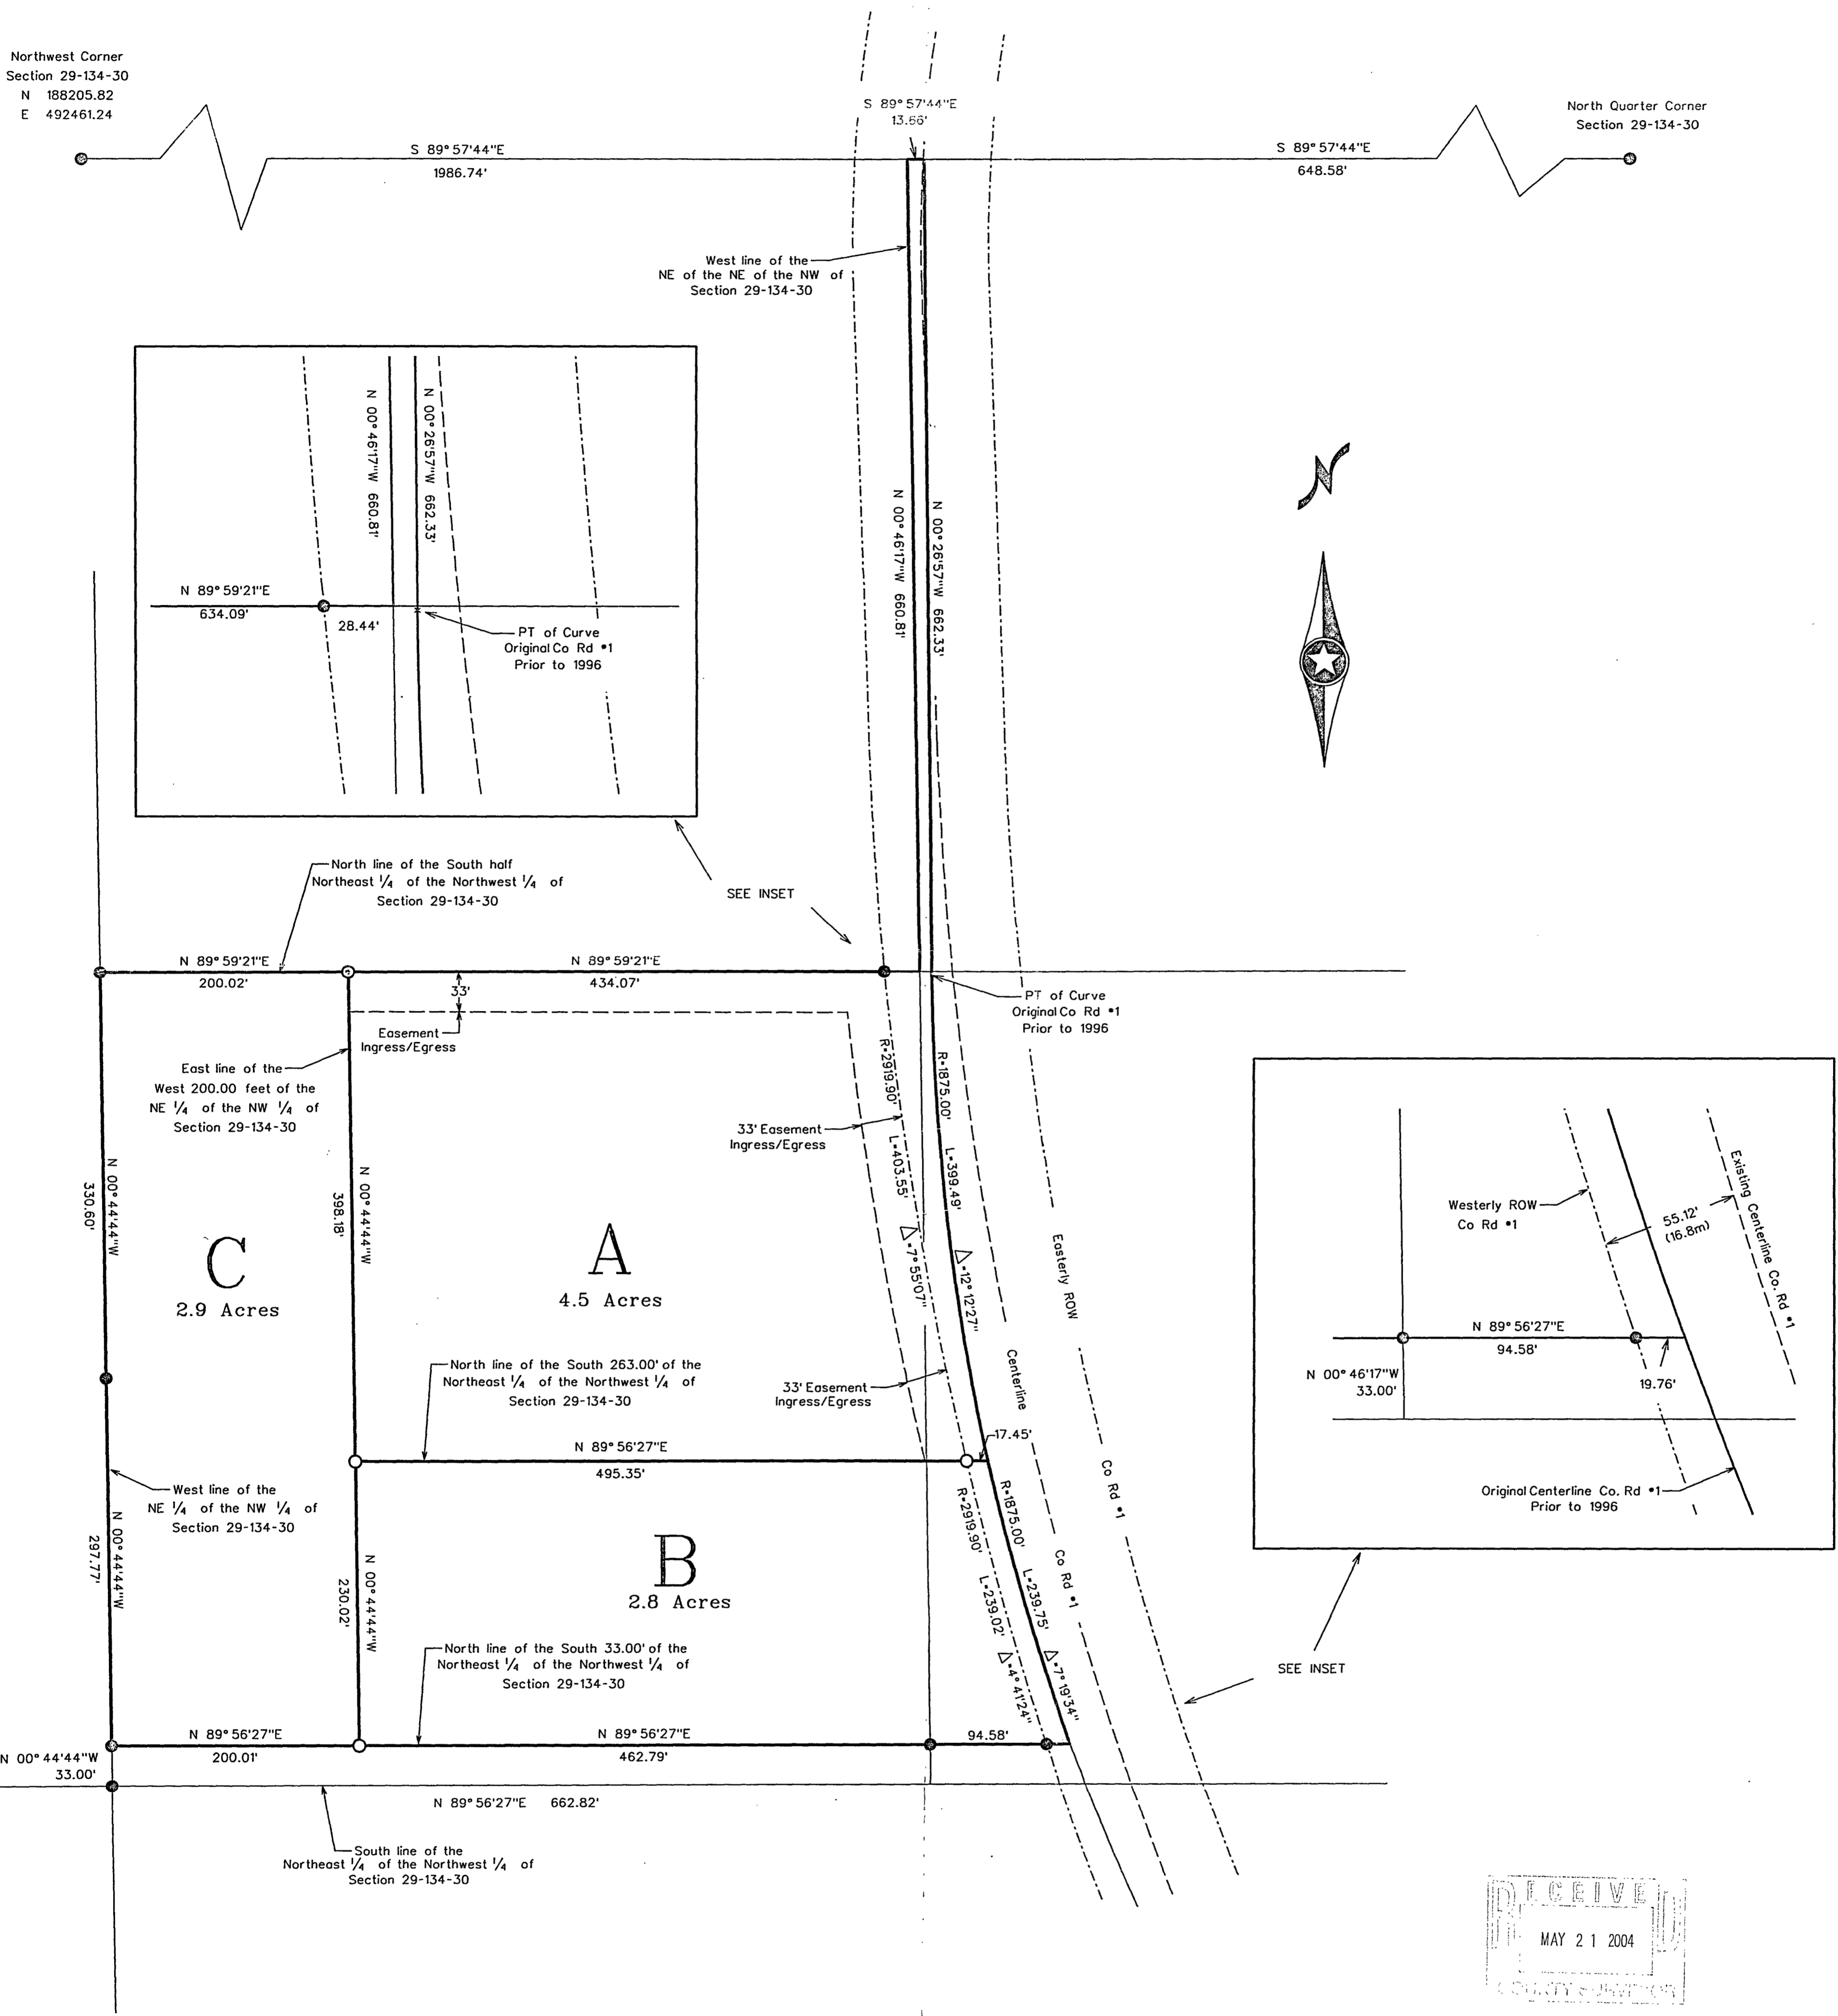 Northwest Corner
Section 29-134-30
N 188205.82
E 492461.24
S 89°57'44"E
13.66'
North Quarter Corner
Section 29-134-30
S 89°57'44"E
1986.74'
S 89°57'44"E
648.58'
West line of the
NE of the NE of the NW of
Section 29-134-30
N 00°46'17"W 660.81'
N 00°26'57"W 662.33'
N 89°59'21"E
634.09'
28.44'
PT of Curve
Original Co Rd #1
Prior to 1996
N
N 00°46'17"W 660.81'
N 00°26'57"W 662.33'
North line of the South half
Northeast 1/4 of the Northwest 1/4 of
Section 29-134-30
SEE INSET
N 89°59'21"E
200.02'
N 89°59'21"E
434.07'
33'
Easement
Ingress/Egress
PT of Curve
Original Co Rd #1
Prior to 1996
East line of the
West 200.00 feet of the
NE 1/4 of the NW 1/4 of
Section 29-134-30
33' Easement
Ingress/Egress
R=2919.90' L=403.55' Δ=7°55'07"
R=1875.00' L=399.49' Δ=12°12'27"
N 00°44'44"W
330.60'
N 00°44'44"W
398.18'
C
2.9 Acres
A
4.5 Acres
Easterly ROW
Co Rd #1
Centerline
Co Rd #1
North line of the South 263.00' of the
Northeast 1/4 of the Northwest 1/4 of
Section 29-134-30
33' Easement
Ingress/Egress
N 89°56'27"E
495.35'
17.45'
West line of the
NE 1/4 of the NW 1/4 of
Section 29-134-30
N 00°44'44"W
297.77'
N 00°44'44"W
230.02'
B
2.8 Acres
R=2919.90' L=239.02' Δ=4°41'24"
R=1875.00' L=239.75' Δ=7°19'34"
North line of the South 33.00' of the
Northeast 1/4 of the Northwest 1/4 of
Section 29-134-30
N 89°56'27"E
200.01'
N 89°56'27"E
462.79'
94.58'
N 00°44'44"W
33.00'
N 89°56'27"E 662.82'
South line of the
Northeast 1/4 of the Northwest 1/4 of
Section 29-134-30
Westerly ROW
Co Rd #1
55.12'
(16.8m)
Existing Centerline Co. Rd #1
N 89°56'27"E
94.58'
N 00°46'17"W
33.00'
19.76'
Original Centerline Co. Rd #1
Prior to 1996
SEE INSET
RECEIVED
MAY 21 2004